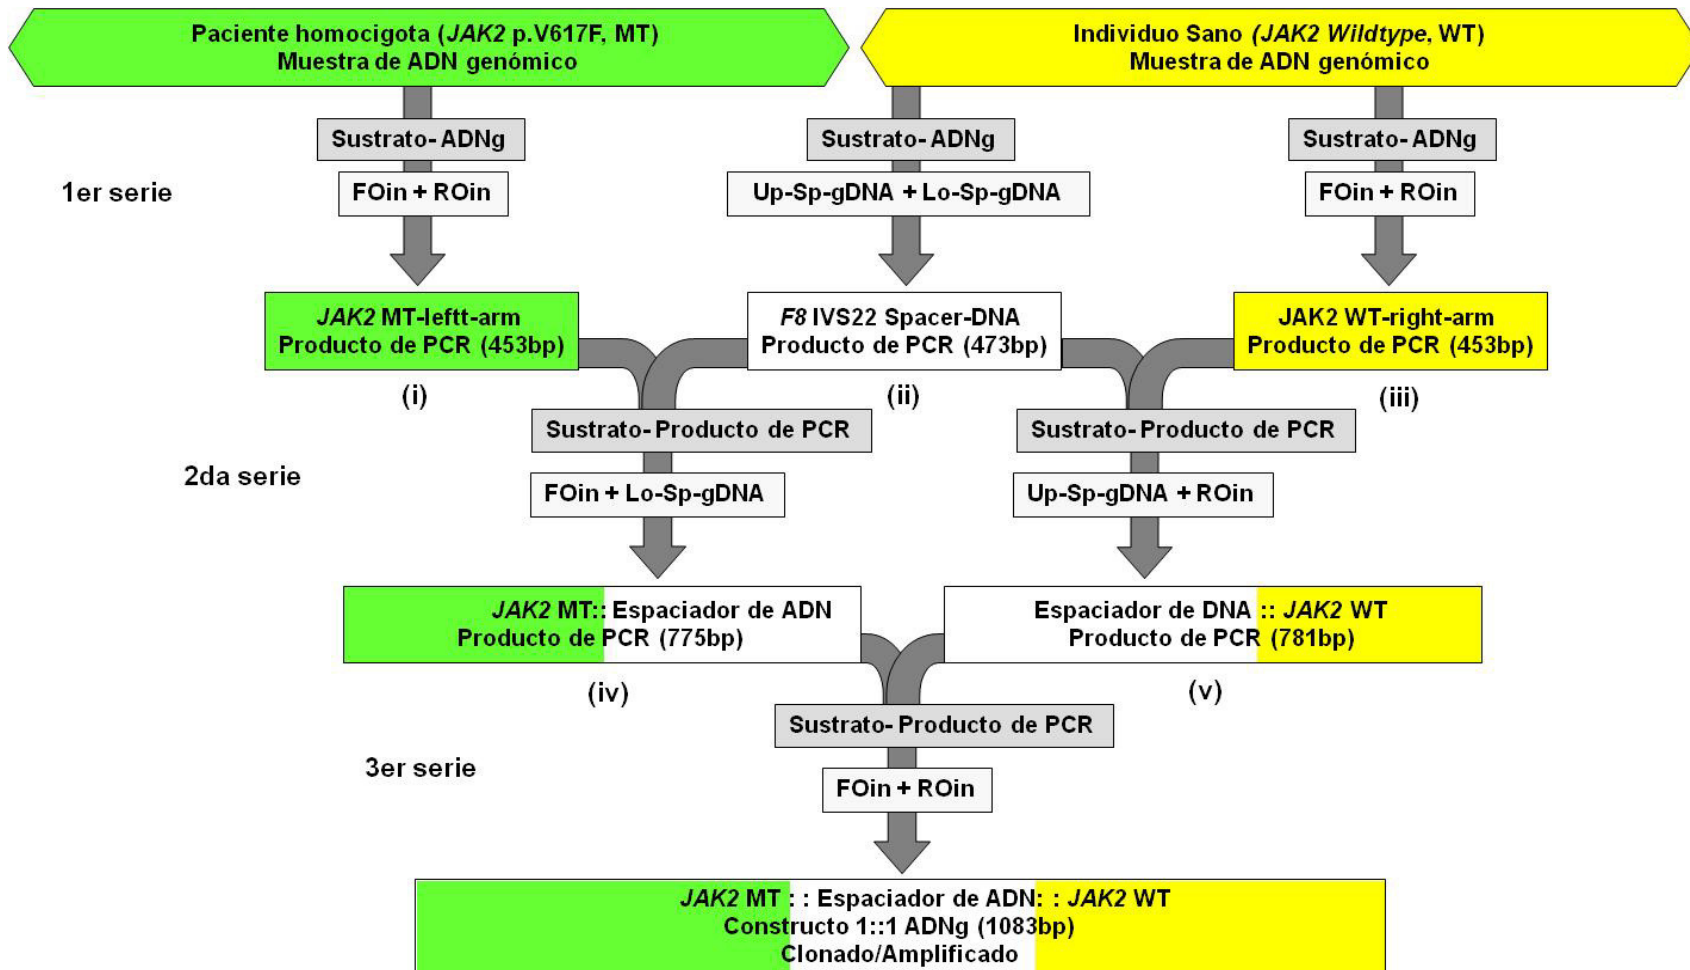 Paciente homocigota (JAK2 p.V617F, MT)
Muestra de ADN genómico
Individuo Sano (JAK2 Wildtype, WT)
Muestra de ADN genómico
Sustrato-ADNg
Sustrato-ADNg
Sustrato-ADNg
1er serie
FOin + ROin
Up-Sp-gDNA + Lo-Sp-gDNA
FOin + ROin
JAK2 MT-leftt-arm
Producto de PCR (453bp)
F8 IVS22 Spacer-DNA
Producto de PCR (473bp)
JAK2 WT-right-arm
Producto de PCR (453bp)
(i)
(ii)
(iii)
Sustrato-Producto de PCR
Sustrato-Producto de PCR
2da serie
FOin + Lo-Sp-gDNA
Up-Sp-gDNA + ROin
JAK2 MT:: Espaciador de ADN
Producto de PCR (775bp)
Espaciador de DNA :: JAK2 WT
Producto de PCR (781bp)
(iv)
(v)
Sustrato-Producto de PCR
3er serie
FOin + ROin
JAK2 MT : : Espaciador de ADN: : JAK2 WT
Constructo 1::1 ADNg (1083bp)
Clonado/Amplificado